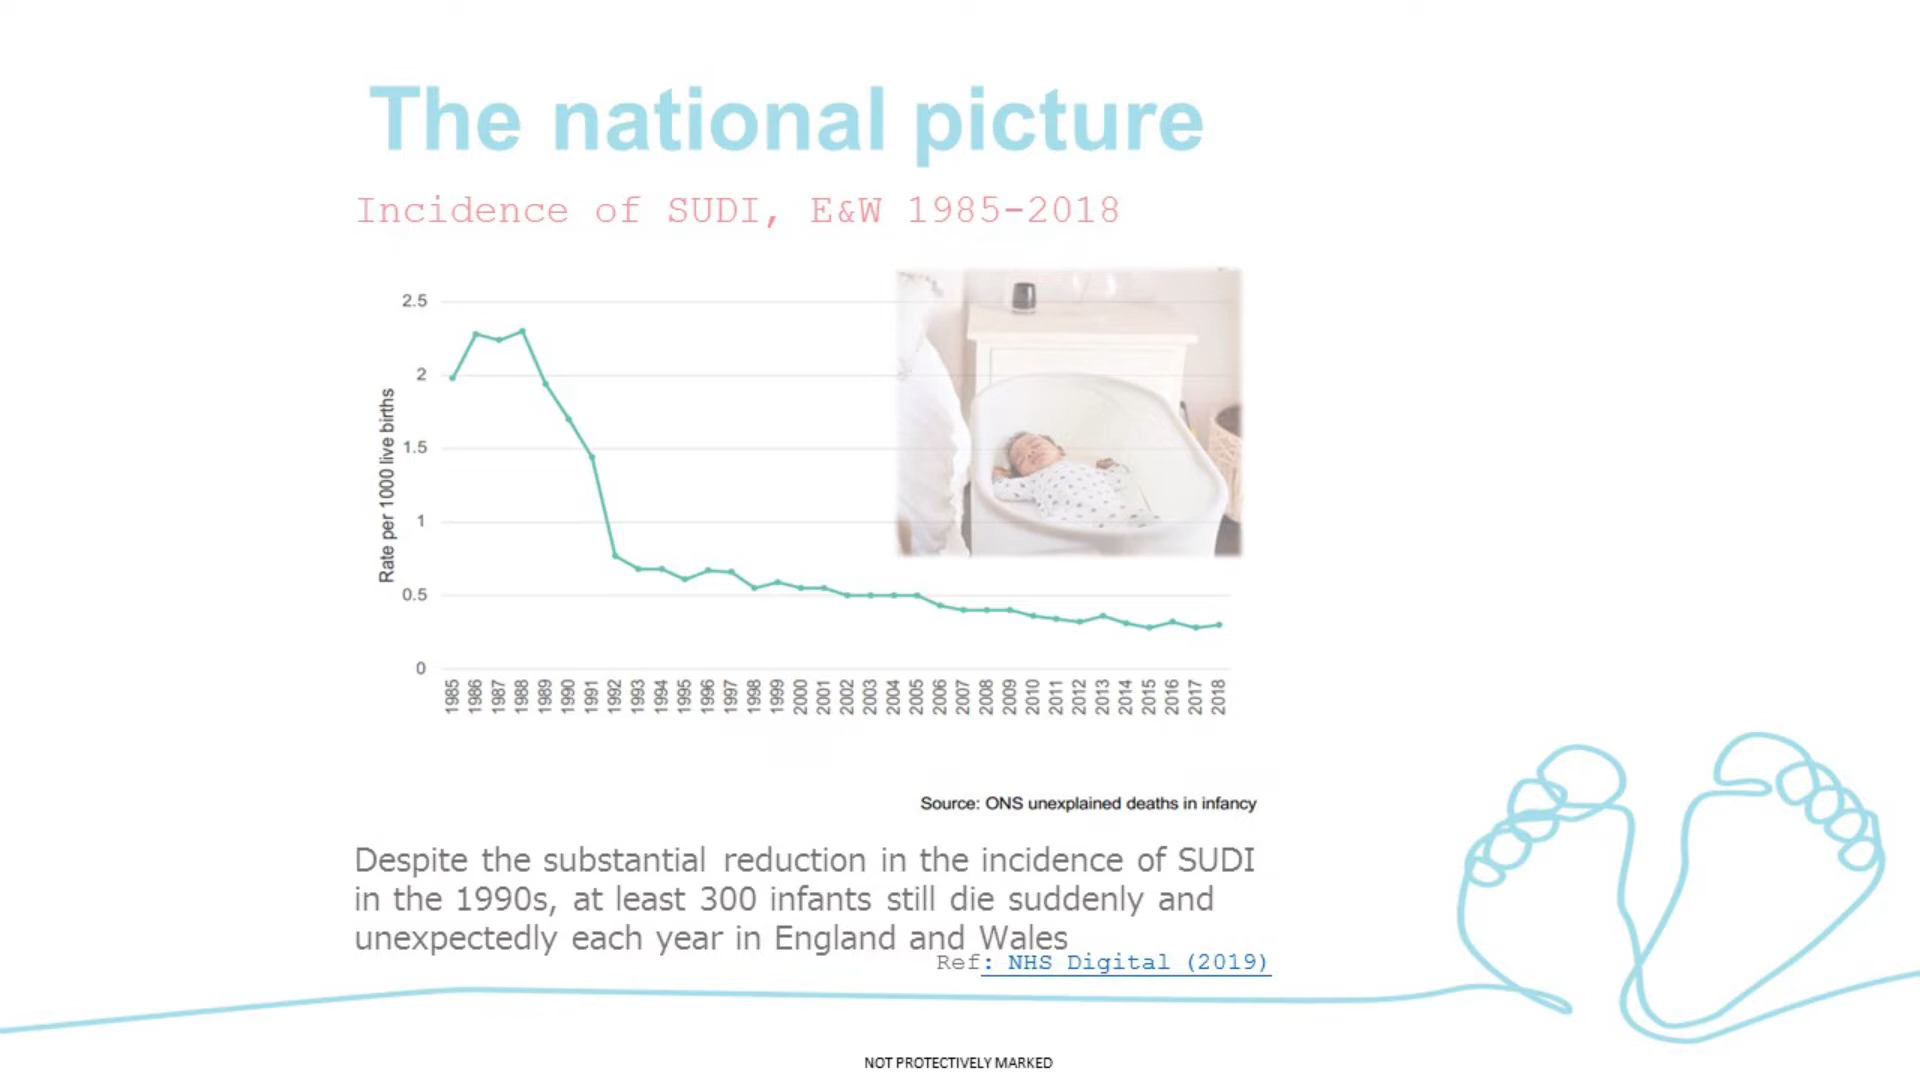 The national picture
Incidence of SUDI, E&W 1985-2018
Rate per 1000 live births
2.5
2
1.5
1
0.5
0
1985 1986 1987 1988 1989 1990 1991 1992 1993 1994 1995 1996 1997 1998 1999 2000 2001 2002 2003 2004 2005 2006 2007 2008 2009 2010 2011 2012 2013 2014 2015 2016 2017 2018
Source: ONS unexplained deaths in infancy
Despite the substantial reduction in the incidence of SUDI
in the 1990s, at least 300 infants still die suddenly and
unexpectedly each year in England and Wales
Ref: NHS Digital (2019)
NOT PROTECTIVELY MARKED